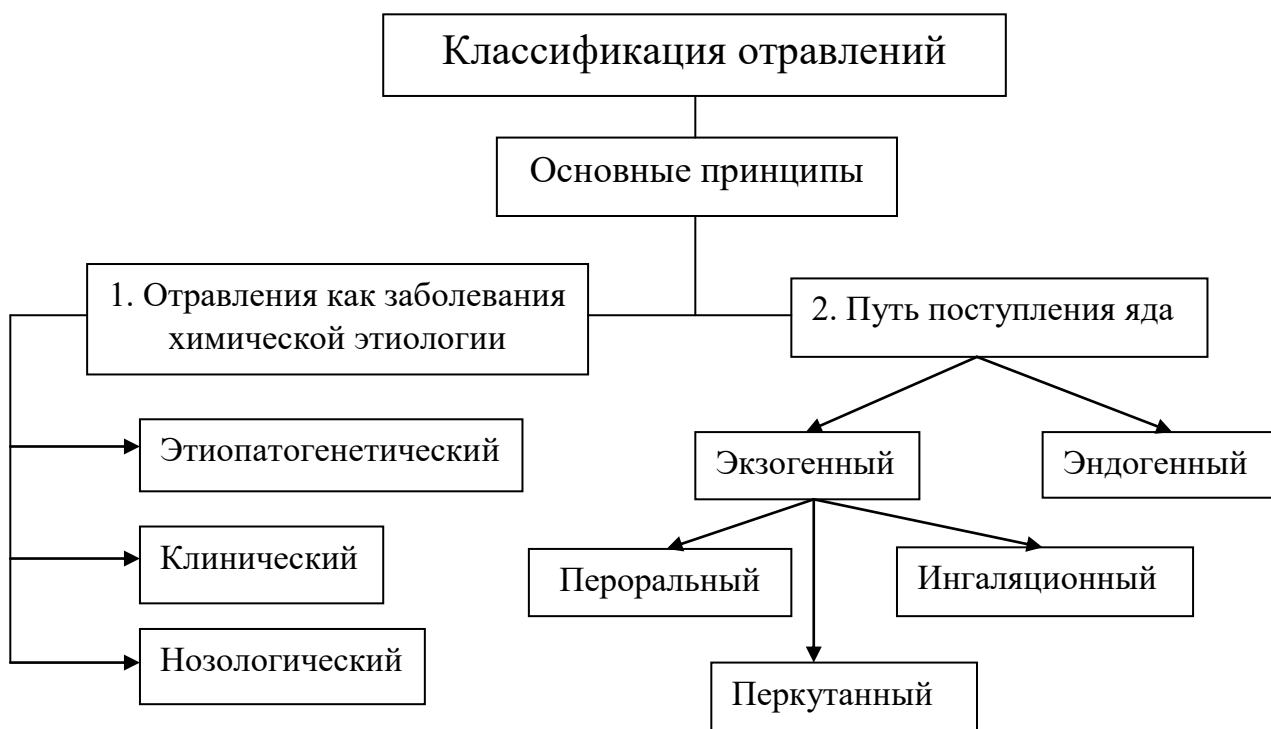 Классификация отравлений
Основные принципы
1. Отравления как заболевания
химической этиологии
2. Путь поступления яда
Этиопатогенетический
Экзогенный
Эндогенный
Клинический
Пероральный
Ингаляционный
Нозологический
Перкутанный